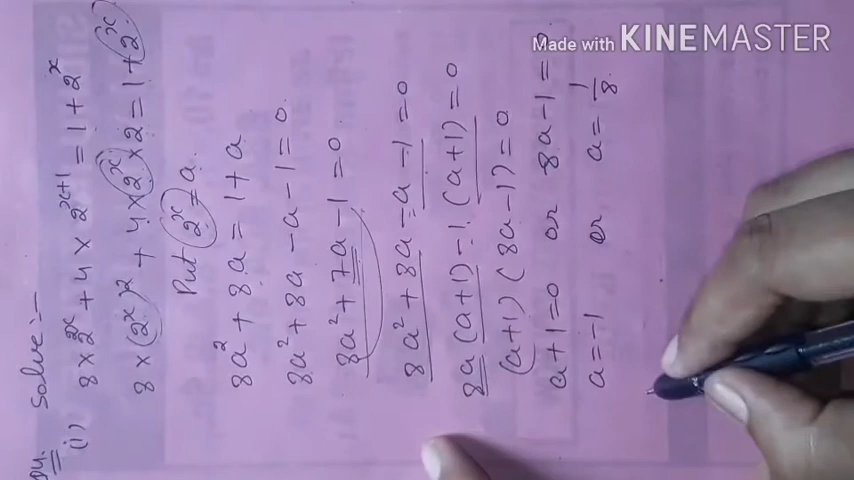 Made with KINEMASTER
Solve:-
(i) 8 × 2^2x + 4 × 2^x+1 = 1 + 2^x
8 × (2^x)^2 + 4 × 2^x × 2 = 1 + 2^x
Put 2^x = a.
8a^2 + 8a = 1 + a
8a^2 + 8a - a - 1 = 0.
8a^2 + 7a - 1 = 0
8a^2 + 8a - a - 1 = 0
8a (a+1) - 1 (a+1) = 0
(a+1) (8a - 1) = 0
a + 1 = 0 or 8a - 1 = 0.
a = -1 or a = 1/8.